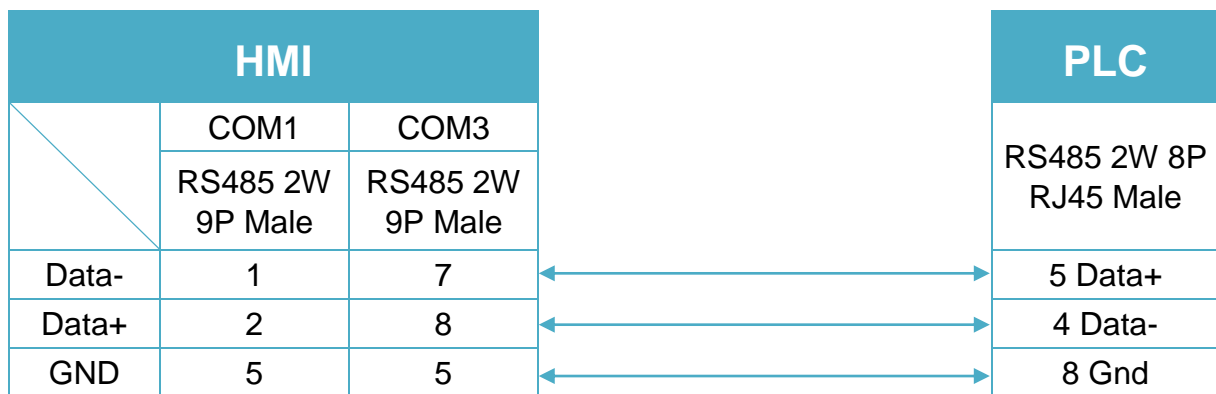 HMI PLC
COM1 COM3
RS485 2W RS485 2W RS485 2W 8P
9P Male 9P Male RJ45 Male
Data- 1 7 5 Data+
Data+ 2 8 4 Data-
GND 5 5 8 Gnd